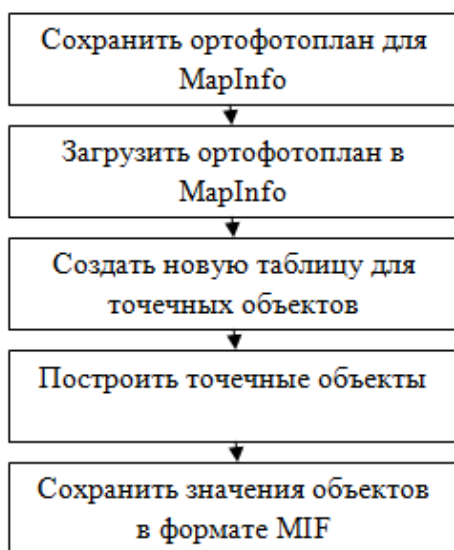 Сохранить ортофотоплан для
MapInfo
Загрузить ортофотоплан в
MapInfo
Создать новую таблицу для
точечных объектов
Построить точечные объекты
Сохранить значения объектов
в формате MIF